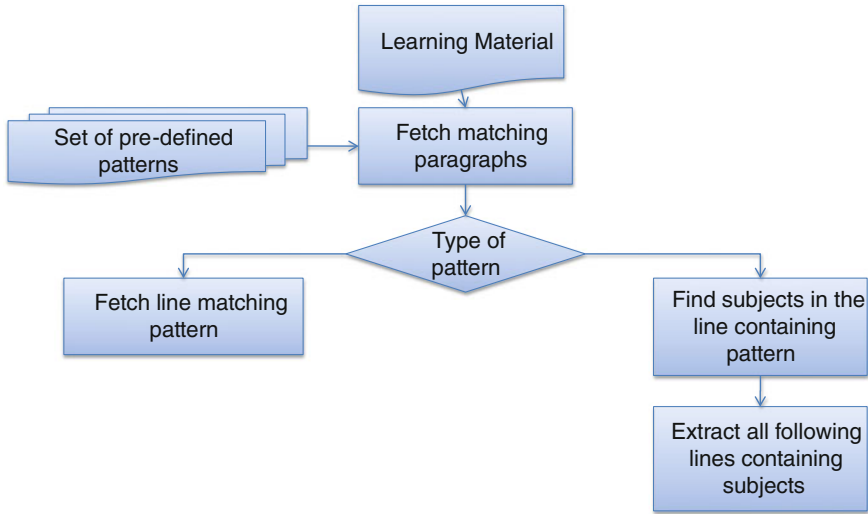 Learning Material
Set of pre-defined
patterns
Fetch matching
paragraphs
Type of
pattern
Fetch line matching
pattern
Find subjects in the
line containing
pattern
Extract all following
lines containing
subjects